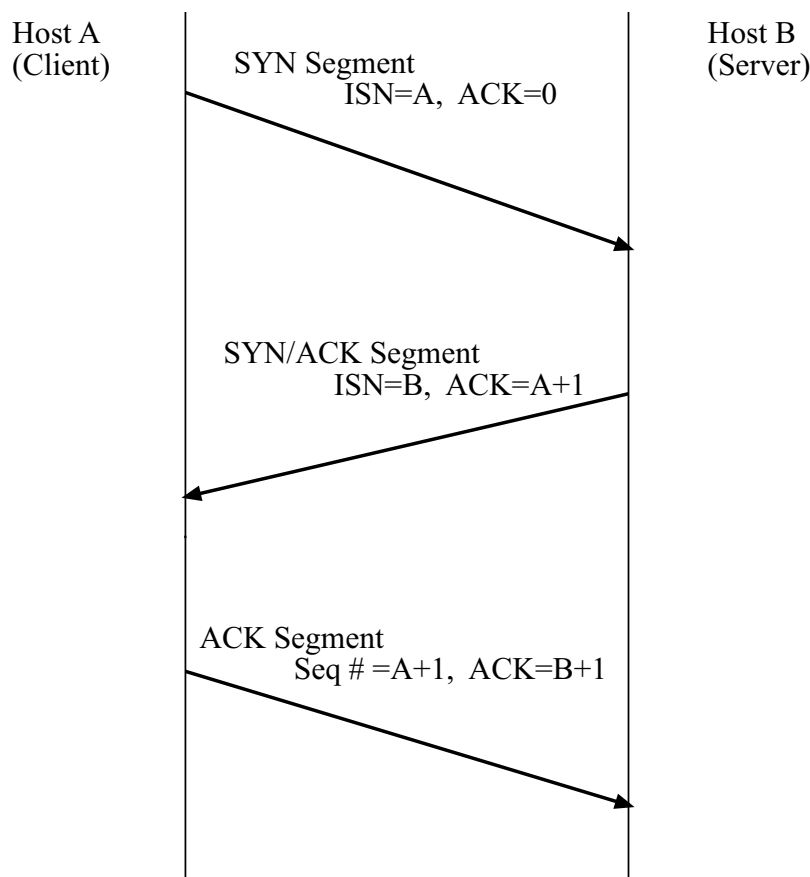 Host A
(Client)
Host B
(Server)
SYN Segment
ISN=A, ACK=0
SYN/ACK Segment
ISN=B, ACK=A+1
ACK Segment
Seq # =A+1, ACK=B+1